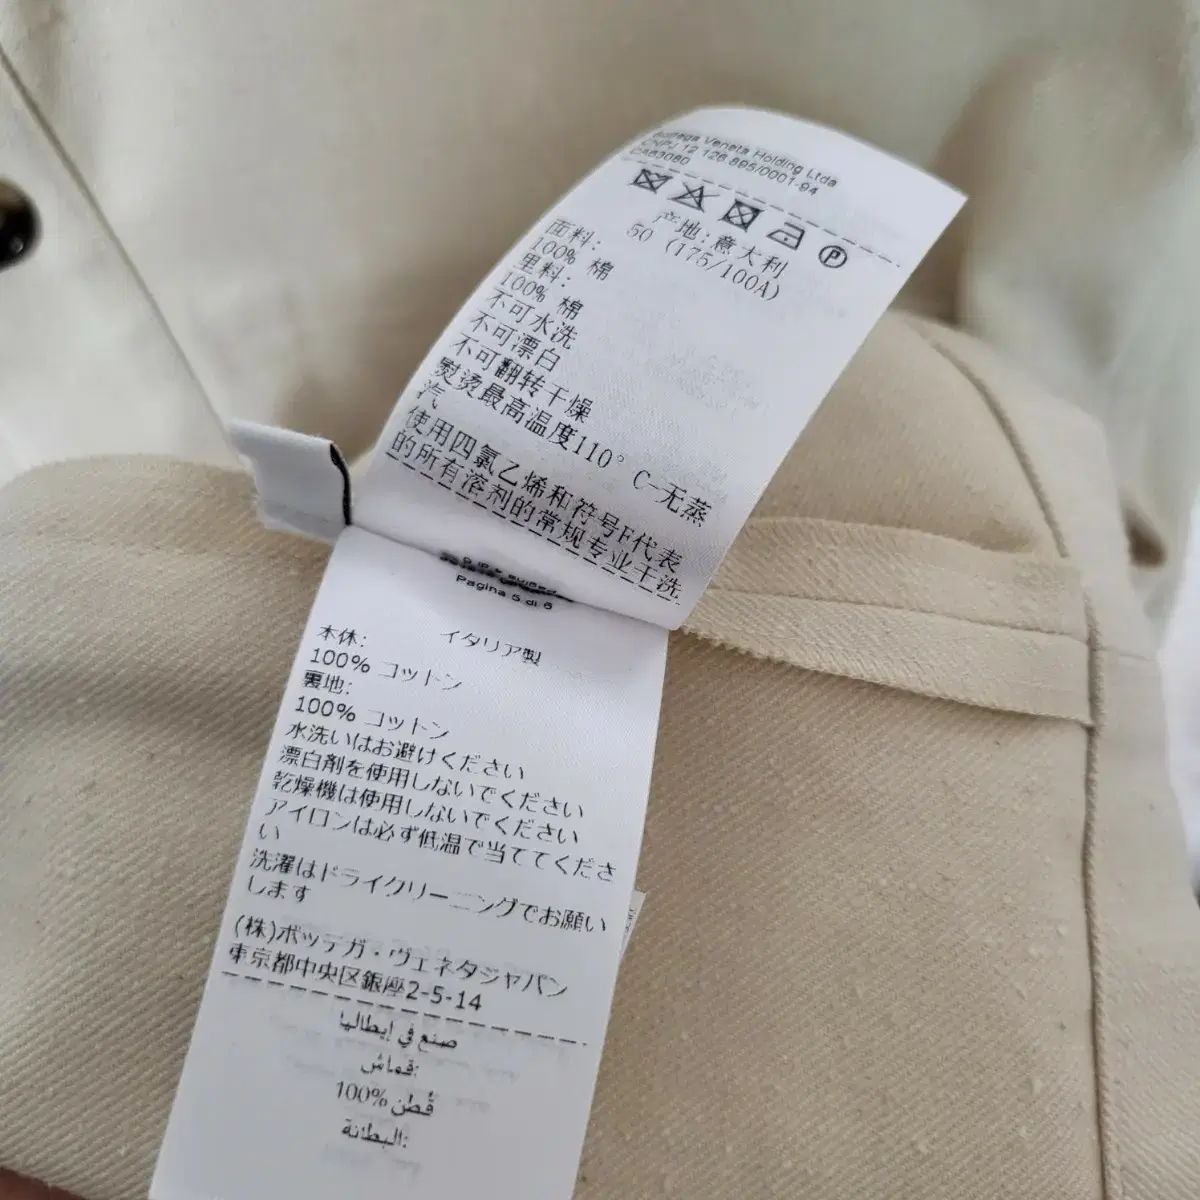 Bottega Veneta Holding Ltda
CNPJ 12 126 895/0001-94
产地:意大利
50 (175/100A)
面料:
100% 棉
里料:
100% 棉
不可水洗
不可漂白
不可翻转干燥
熨烫最高温度110° C-无蒸
汽
使用四氯乙烯和符号F代表
的所有溶剂的常规专业干洗
Pagina 5 di 6
イタリア製
本体:
100% コットン
裏地:
100% コットン
水洗いはお避けください
漂白剤を使用しないでください
乾燥機は使用しないでください
アイロンは必ず低温で当ててくださ
い
洗濯はドライクリーニングでお願い
します
(株)ボッテガ・ヴェネタジャパン
東京都中央区銀座2-5-14
صنع في إيطاليا
قماش:
قُطن %100
البطانة: